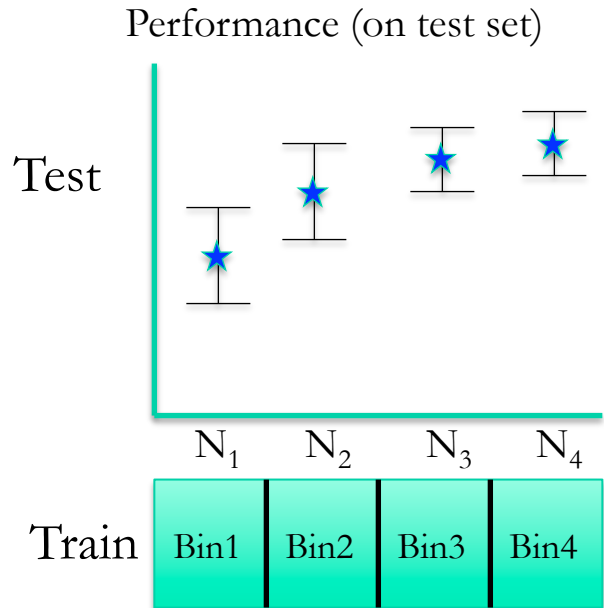 Performance (on test set)
Test
N₁ N₂ N₃ N₄
Train Bin1 Bin2 Bin3 Bin4